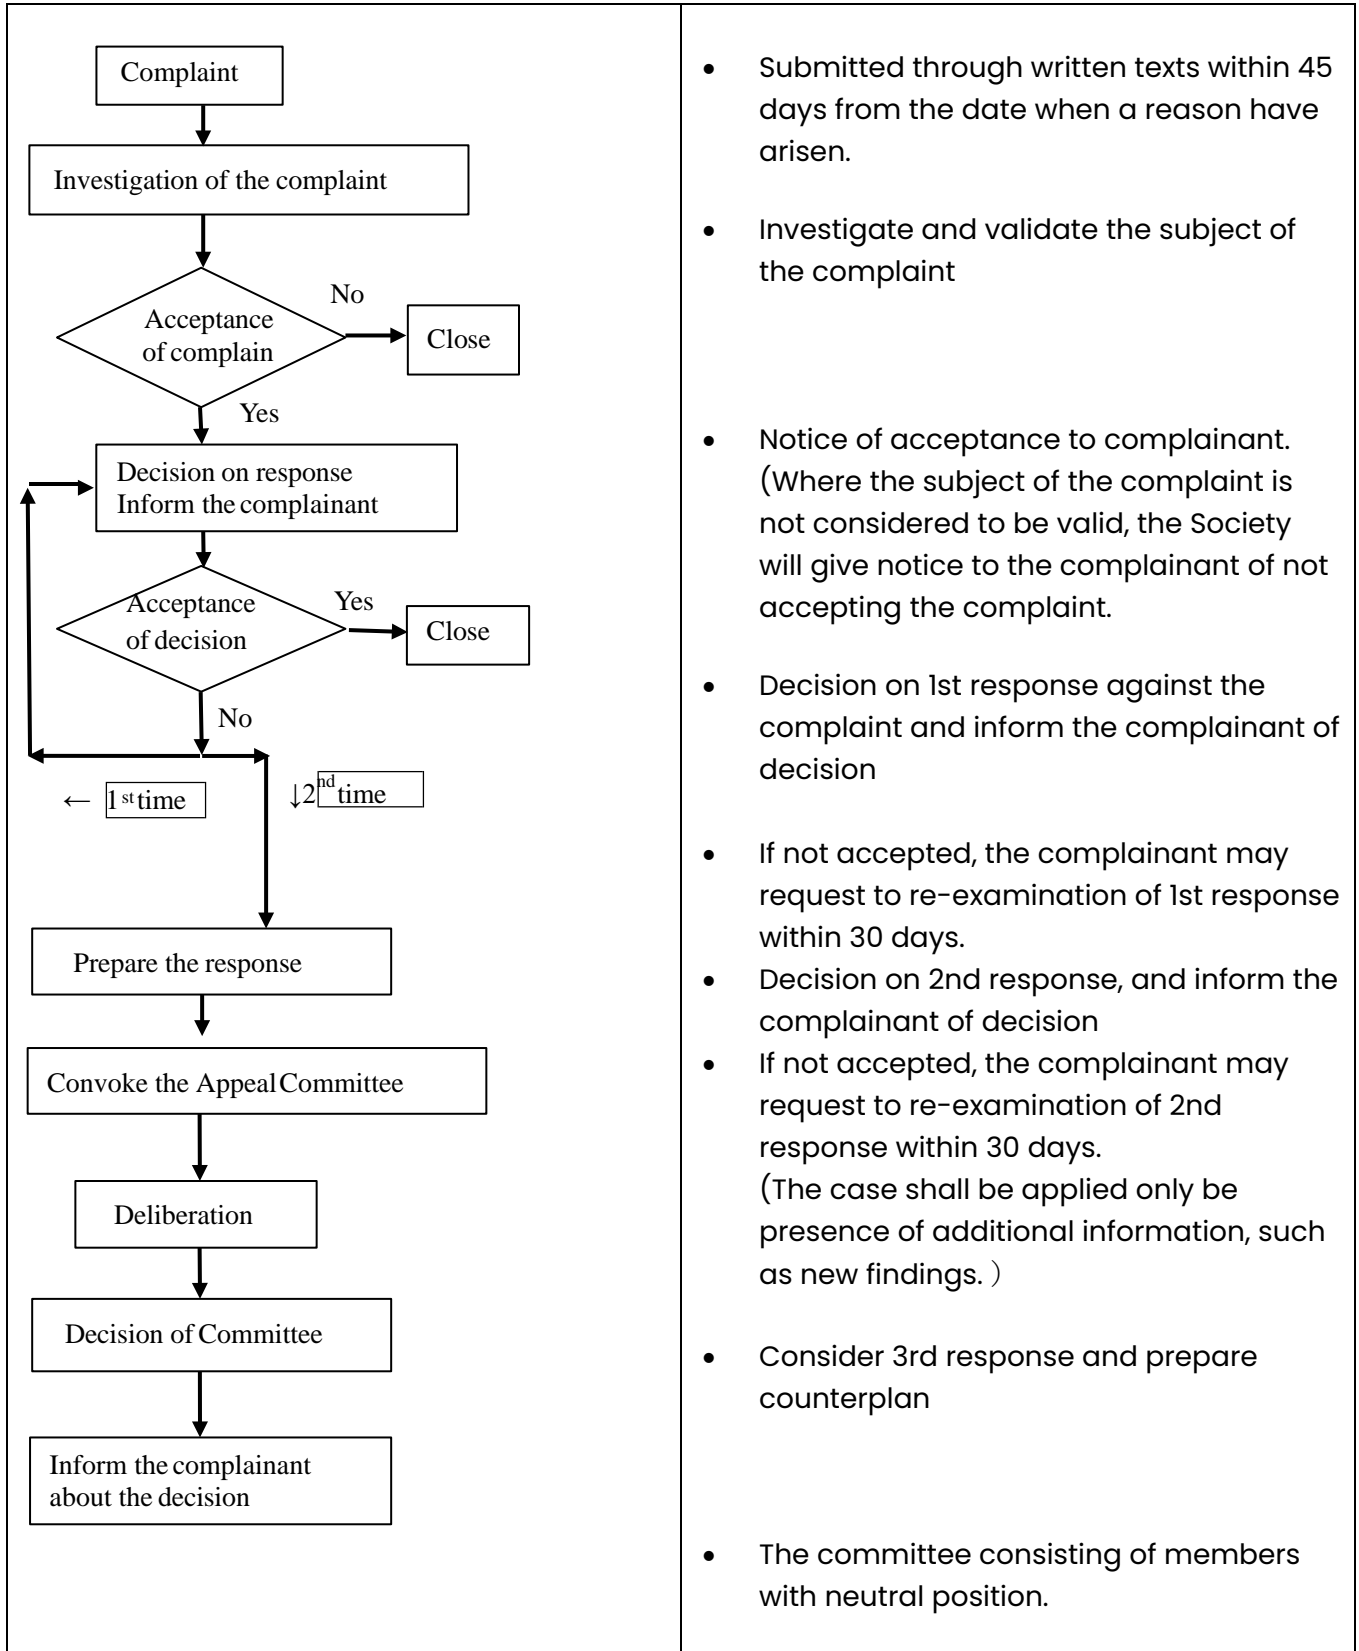 Complaint
Investigation of the complaint
No
Acceptance
of complain
Close
Yes
Decision on response
Inform the complainant
Acceptance
of decision
Yes
Close
No
← 1st time
↓2nd time
Prepare the response
Convoke the Appeal Committee
Deliberation
Decision of Committee
Inform the complainant
about the decision
• Submitted through written texts within 45
days from the date when a reason have
arisen.
• Investigate and validate the subject of
the complaint
• Notice of acceptance to complainant.
(Where the subject of the complaint is
not considered to be valid, the Society
will give notice to the complainant of not
accepting the complaint.
• Decision on 1st response against the
complaint and inform the complainant of
decision
• If not accepted, the complainant may
request to re-examination of 1st response
within 30 days.
• Decision on 2nd response, and inform the
complainant of decision
• If not accepted, the complainant may
request to re-examination of 2nd
response within 30 days.
(The case shall be applied only be
presence of additional information, such
as new findings. ）
• Consider 3rd response and prepare
counterplan
• The committee consisting of members
with neutral position.